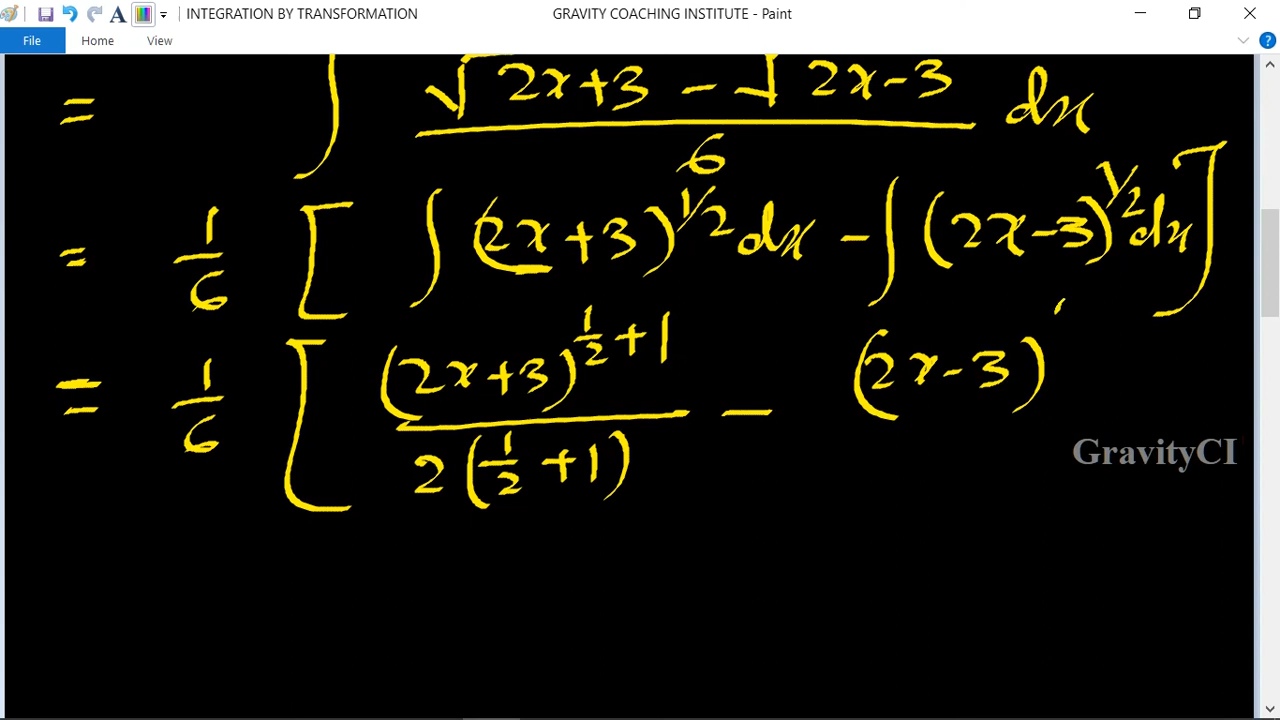 INTEGRATION BY TRANSFORMATION GRAVITY COACHING INSTITUTE - Paint
File Home View
= ∫ (√(2x+3) - √(2x-3))/6 dx
= 1/6 [ ∫ (2x+3)^(1/2) dx - ∫ (2x-3)^(1/2) dx ]
= 1/6 [ (2x+3)^(1/2 + 1) / 2(1/2 + 1) - (2x-3)
GravityCI